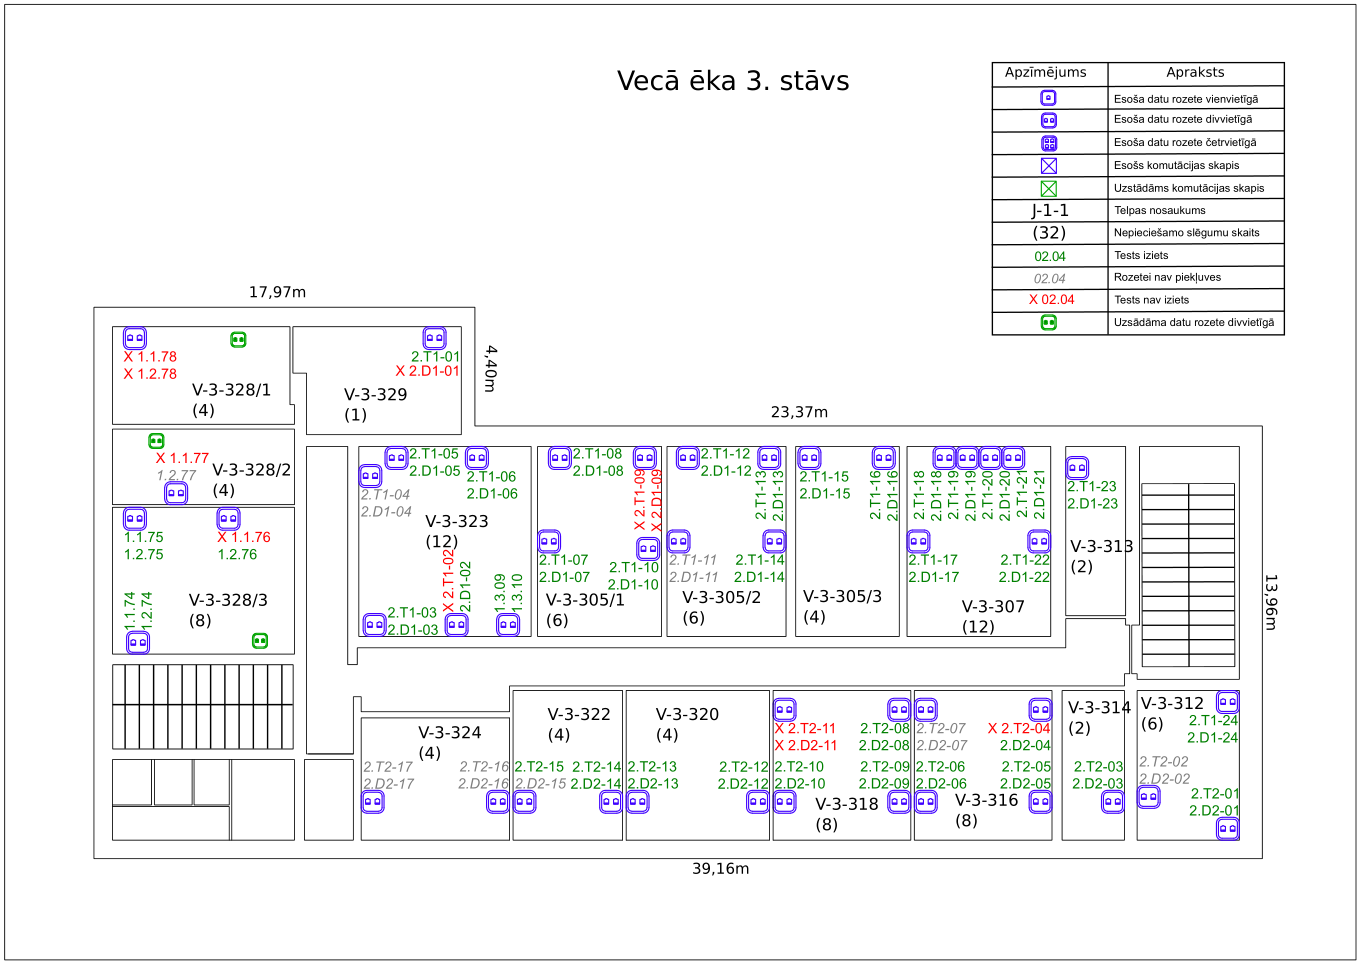 Vecā ēka 3. stāvs
Apzīmējums Apraksts
Esoša datu rozete vienvietīgā
Esoša datu rozete divvietīgā
Esoša datu rozete četrvietīgā
Esošs komutācijas skapis
Uzstādāms komutācijas skapis
J-1-1 Telpas nosaukums
(32) Nepieciešamo slēgumu skaits
02.04 Tests iziets
02.04 Rozetei nav piekļuves
X 02.04 Tests nav iziets
Uzsādāma datu rozete divvietīgā
17,97m
4,40m
23,37m
13,96m
39,16m
X 1.1.78
X 1.2.78
V-3-328/1
(4)
2.T1-01
X 2.D1-01
V-3-329
(1)
X 1.1.77
1.2.77
V-3-328/2
(4)
1.1.75
1.2.75
X 1.1.76
1.2.76
1.1.74
1.2.74
V-3-328/3
(8)
2.T1-05
2.D1-05
2.T1-06
2.D1-06
2.T1-04
2.D1-04
V-3-323
(12)
X 2.T1-02
2.D1-02
1.3.09
1.3.10
2.T1-03
2.D1-03
2.T1-08
2.D1-08
X 2.T1-09
X 2.D1-09
2.T1-07
2.D1-07
2.T1-10
2.D1-10
V-3-305/1
(6)
2.T1-12
2.D1-12
2.T1-13
2.D1-13
2.T1-11
2.D1-11
2.T1-14
2.D1-14
V-3-305/2
(6)
2.T1-15
2.D1-15
2.T1-16
2.D1-16
V-3-305/3
(4)
2.T1-18
2.D1-18
2.T1-19
2.D1-19
2.T1-20
2.D1-20
2.T1-21
2.D1-21
2.T1-17
2.D1-17
2.T1-22
2.D1-22
V-3-307
(12)
2.T1-23
2.D1-23
V-3-313
(2)
V-3-324
(4)
2.T2-17
2.D2-17
2.T2-16
2.D2-16
V-3-322
(4)
2.T2-15
2.D2-15
2.T2-14
2.D2-14
V-3-320
(4)
2.T2-13
2.D2-13
2.T2-12
2.D2-12
X 2.T2-11
X 2.D2-11
2.T2-08
2.D2-08
2.T2-10
2.D2-10
2.T2-09
2.D2-09
V-3-318
(8)
2.T2-07
2.D2-07
X 2.T2-04
2.D2-04
2.T2-06
2.D2-06
2.T2-05
2.D2-05
V-3-316
(8)
V-3-314
(2)
2.T2-03
2.D2-03
V-3-312
(6)
2.T1-24
2.D1-24
2.T2-02
2.D2-02
2.T2-01
2.D2-01